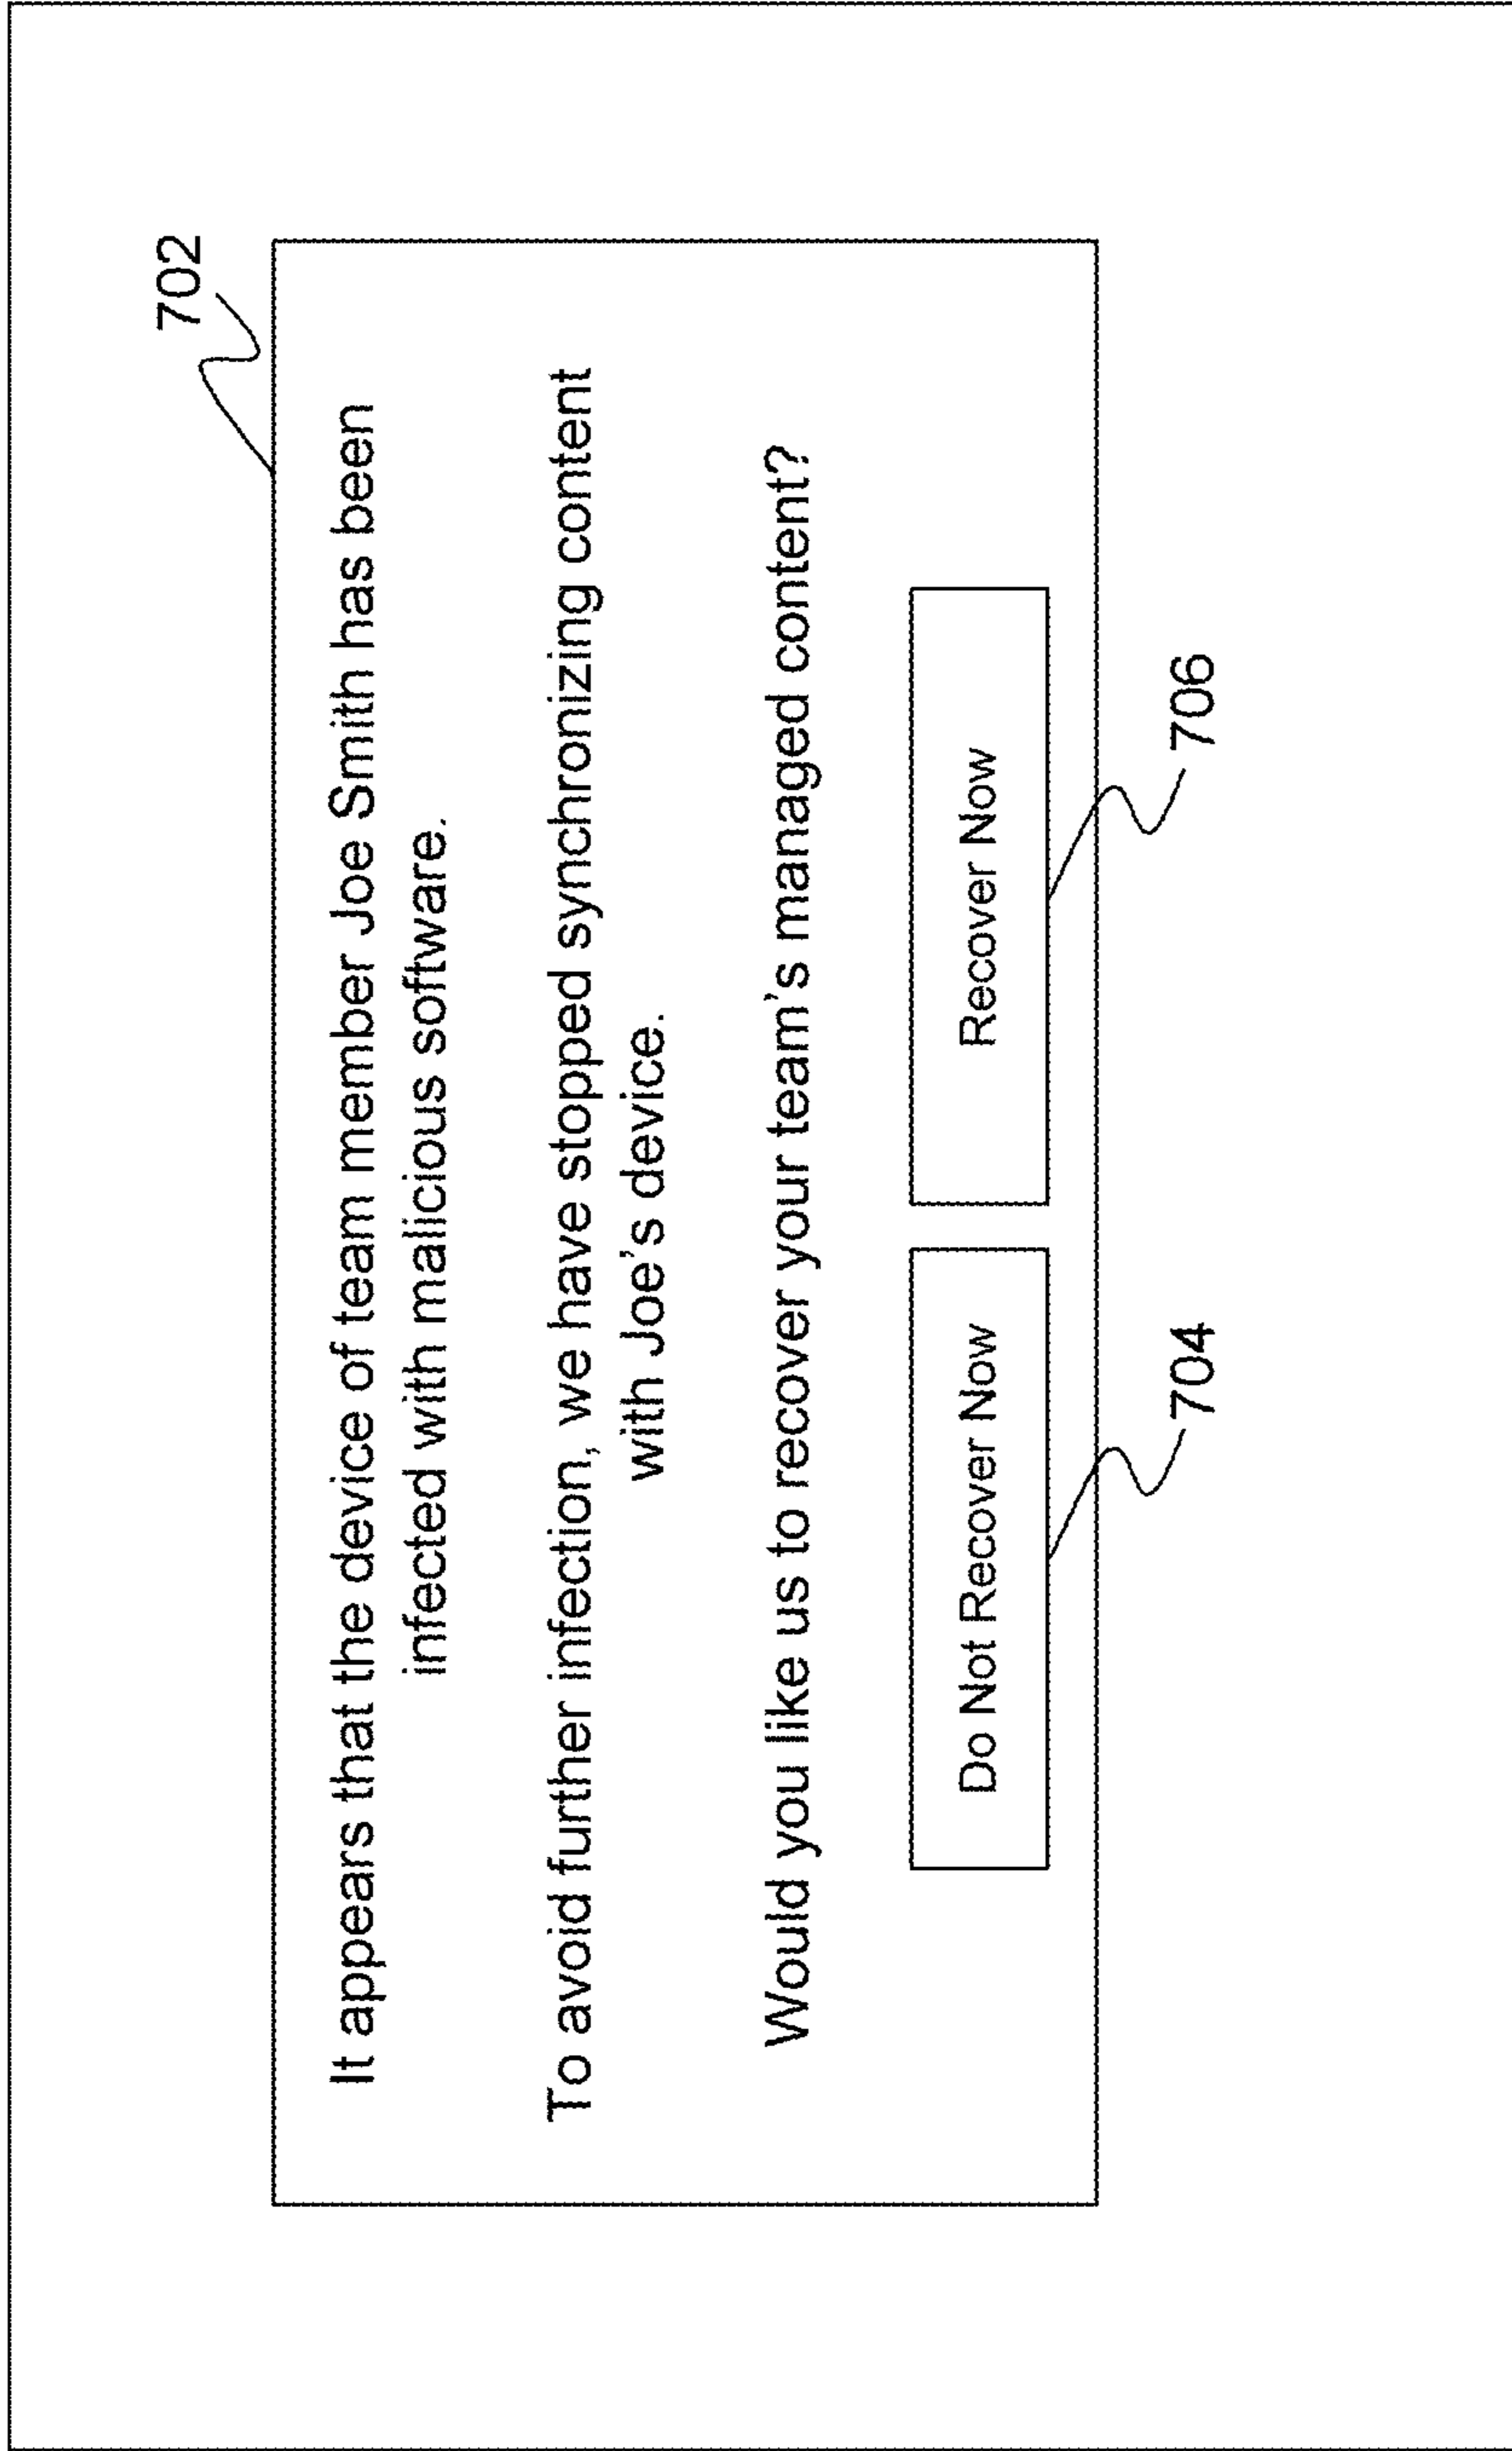 702
It appears that the device of team member Joe Smith has been
infected with malicious software.
To avoid further infection, we have stopped synchronizing content
with Joe's device.
Would you like us to recover your team's managed content?
Do Not Recover Now
Recover Now
704
706